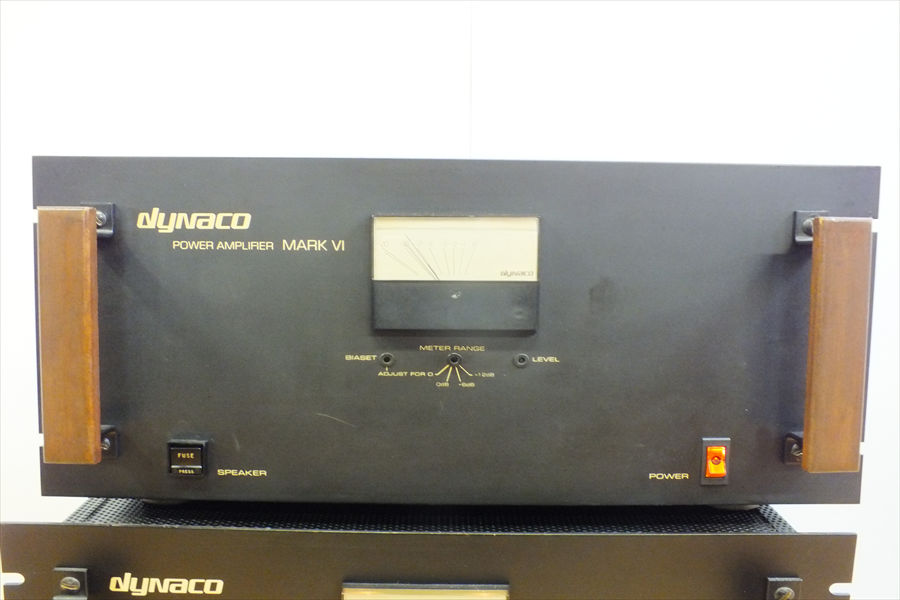 dynaco
POWER AMPLIFIER MARK VI
dynaco
METER RANGE
BIASET
LEVEL
ADJUST FOR 0
-12dB
0dB
-6dB
FUSE
PRESS
SPEAKER
POWER
dynaco